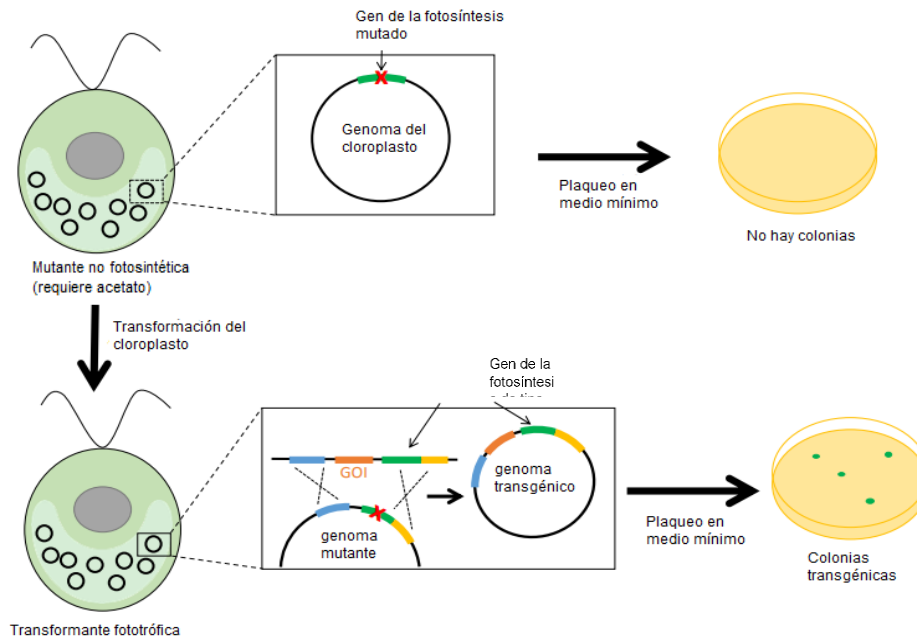 Gen de la fotosíntesis
mutado
Genoma del
cloroplasto
Plaqueo en
medio mínimo
No hay colonias
Mutante no fotosintética
(requiere acetato)
Transformación del
cloroplasto
Gen de la
fotosíntesi
GOI
genoma
mutante
genoma
transgénico
Plaqueo en
medio mínimo
Colonias
transgénicas
Transformante fototrófica